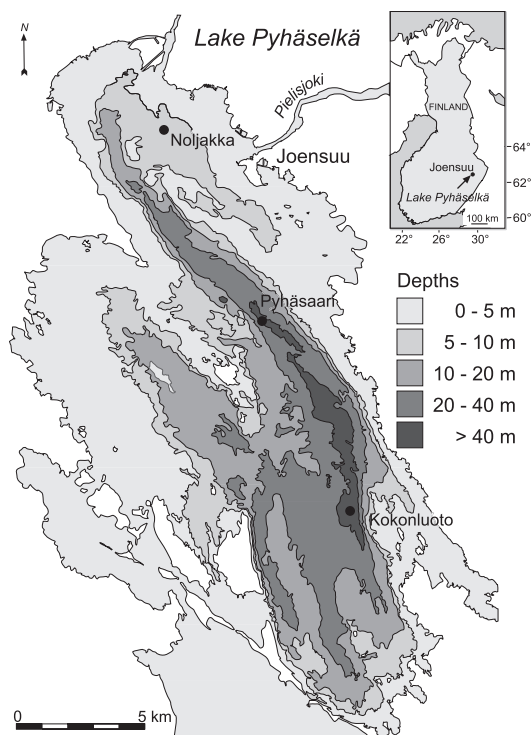 N
Lake Pyhäselkä
Pielisjoki
Noljakka
Joensuu
Pyhäsaari
Kokonluoto
FINLAND
Joensuu
Lake Pyhäselkä
100 km
64°
62°
60°
22° 26° 30°
Depths
0 - 5 m
5 - 10 m
10 - 20 m
20 - 40 m
> 40 m
0 5 km